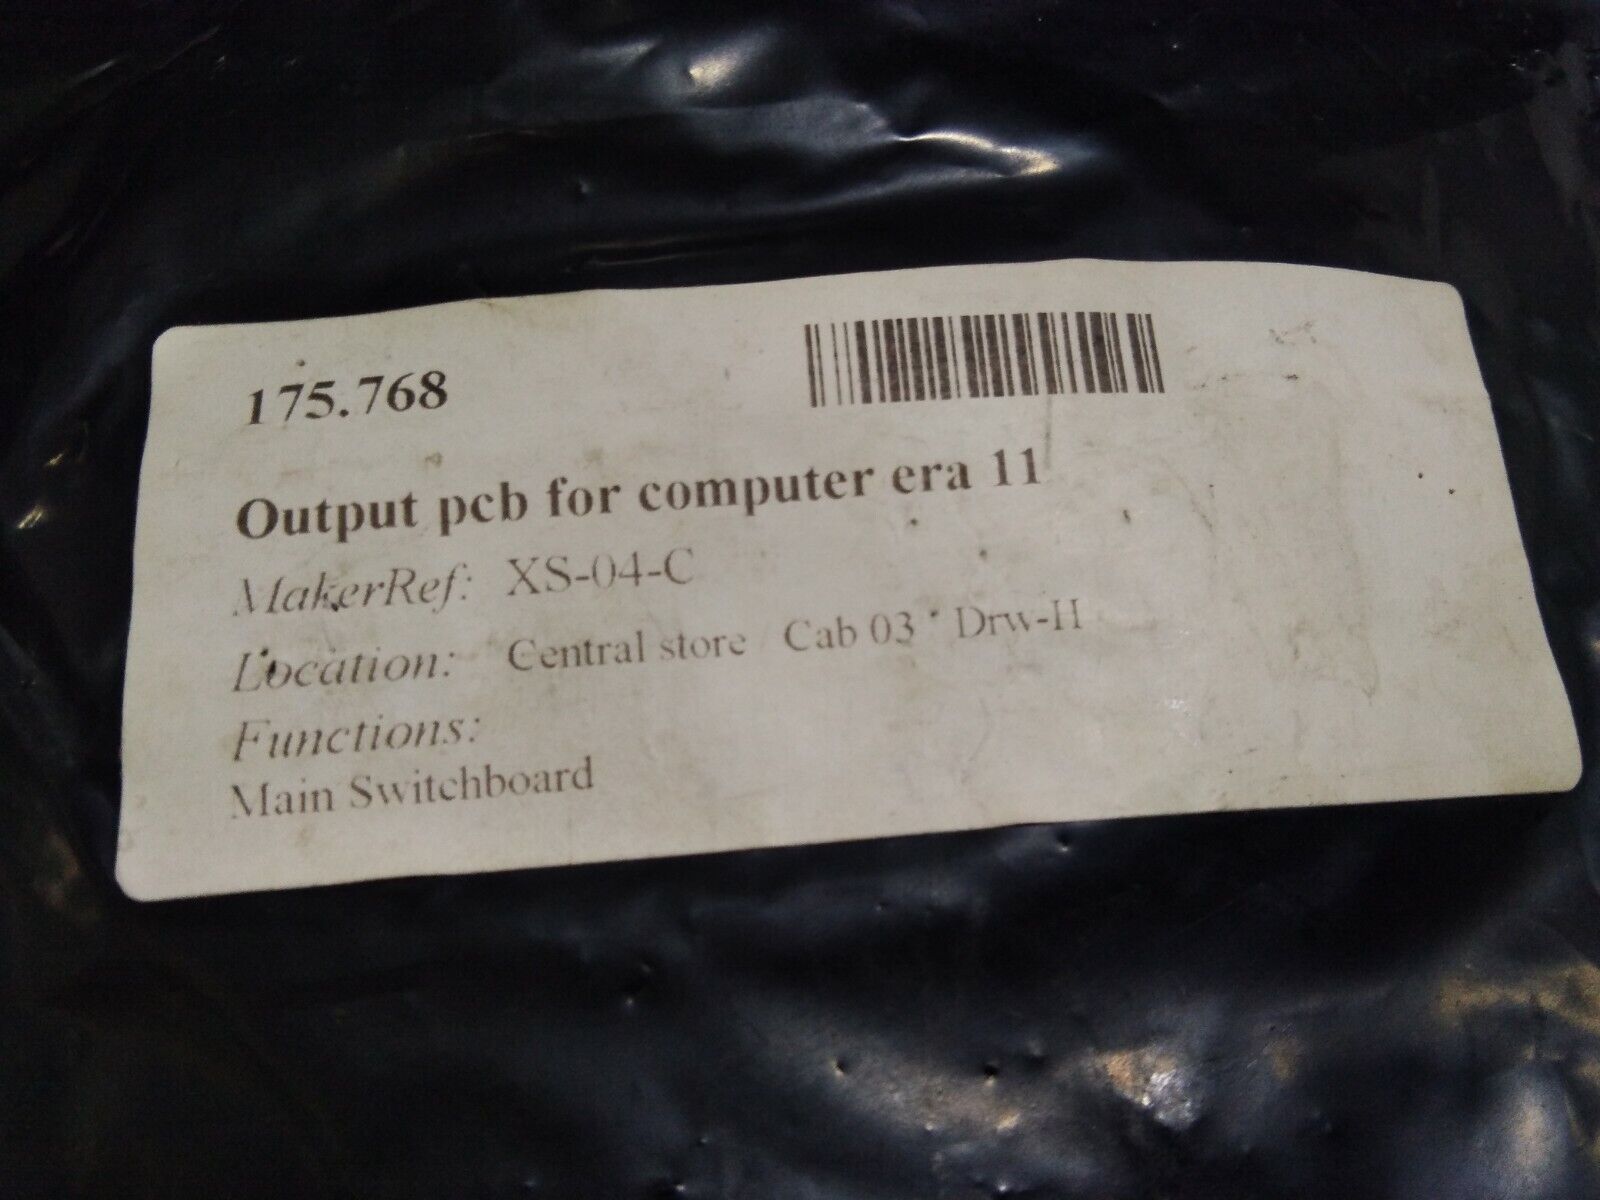 175.768
Output pcb for computer era 11
MakerRef: XS-04-C
Location: Central store Cab 03 Drw-H
Functions:
Main Switchboard